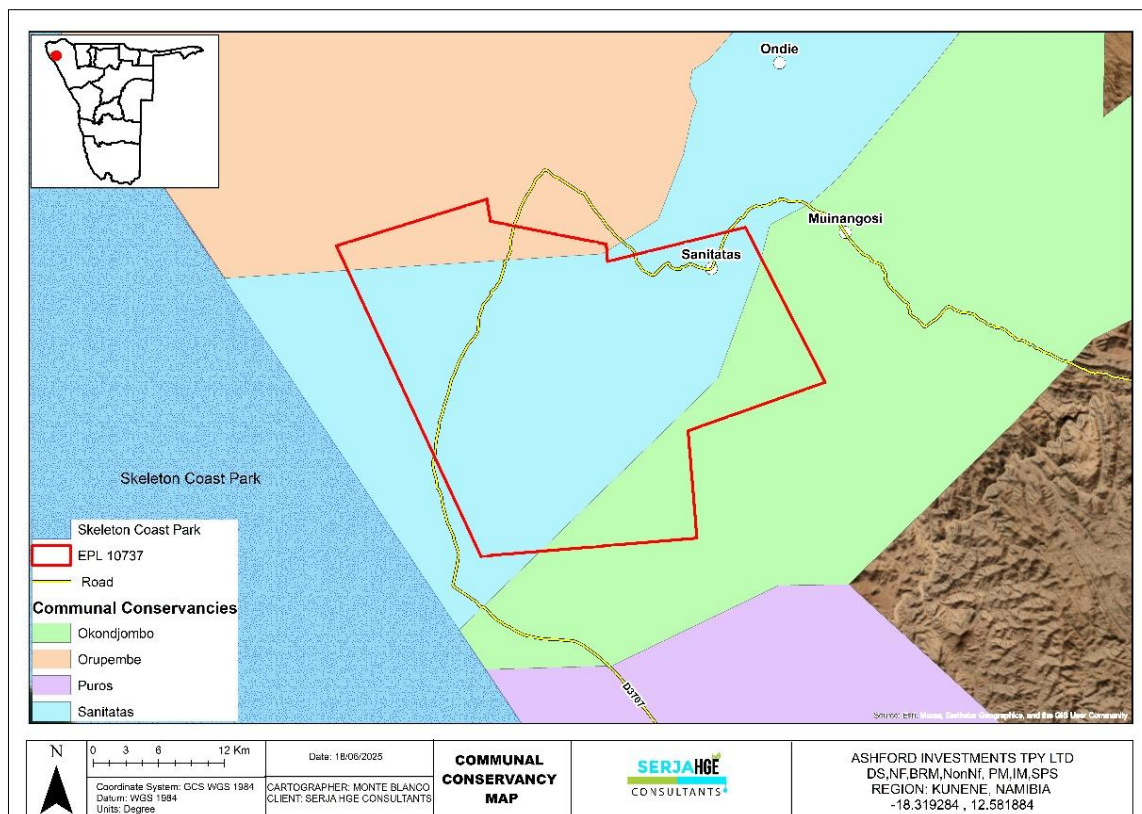 Ondie
Muinangosi
Sanitatas
Skeleton Coast Park
Skeleton Coast Park
EPL 10737
Road
Communal Conservancies
Okondjombo
Orupembe
Puros
Sanitatas
D3707
Source: Esri, Maxar, Earthstar Geographics, and the GIS User Community
N
0 3 6 12 Km
Coordinate System: GCS WGS 1984
Datum: WGS 1984
Units: Degree
Date: 18/06/2025
CARTOGRAPHER: MONTE BLANCO
CLIENT: SERJA HGE CONSULTANTS
COMMUNAL
CONSERVANCY
MAP
SERJA HGE
CONSULTANTS
ASHFORD INVESTMENTS TPY LTD
DS,NF,BRM,NonNf, PM,IM,SPS
REGION: KUNENE, NAMIBIA
-18.319284 , 12.581884